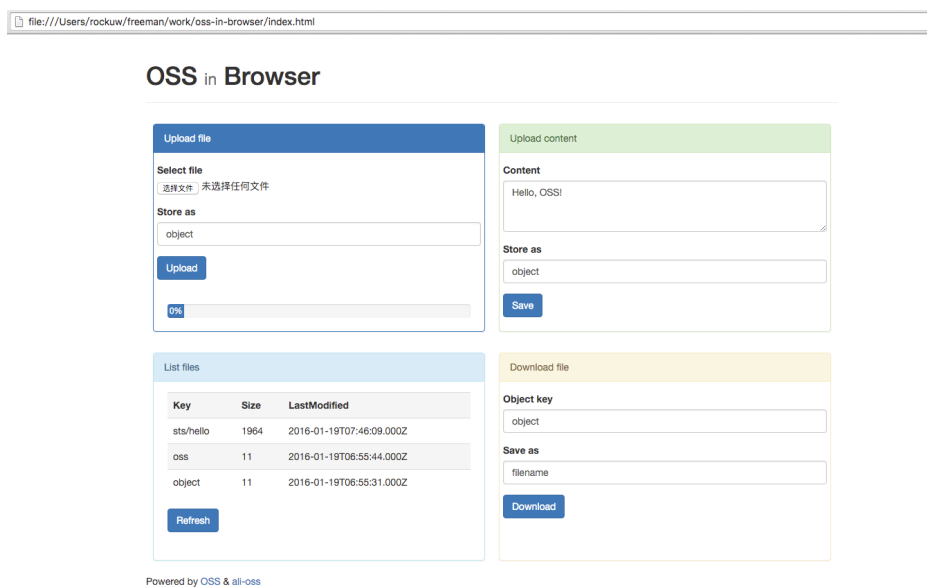 file:///Users/rockuw/freeman/work/oss-in-browser/index.html
OSS in Browser
Upload file
Select file
选择文件 未选择任何文件
Store as
object
Upload
0%
Upload content
Content
Hello, OSS!
Store as
object
Save
List files
Key Size LastModified
sts/hello 1964 2016-01-19T07:46:09.000Z
oss 11 2016-01-19T06:55:44.000Z
object 11 2016-01-19T06:55:31.000Z
Refresh
Download file
Object key
object
Save as
filename
Download
Powered by OSS & ali-oss